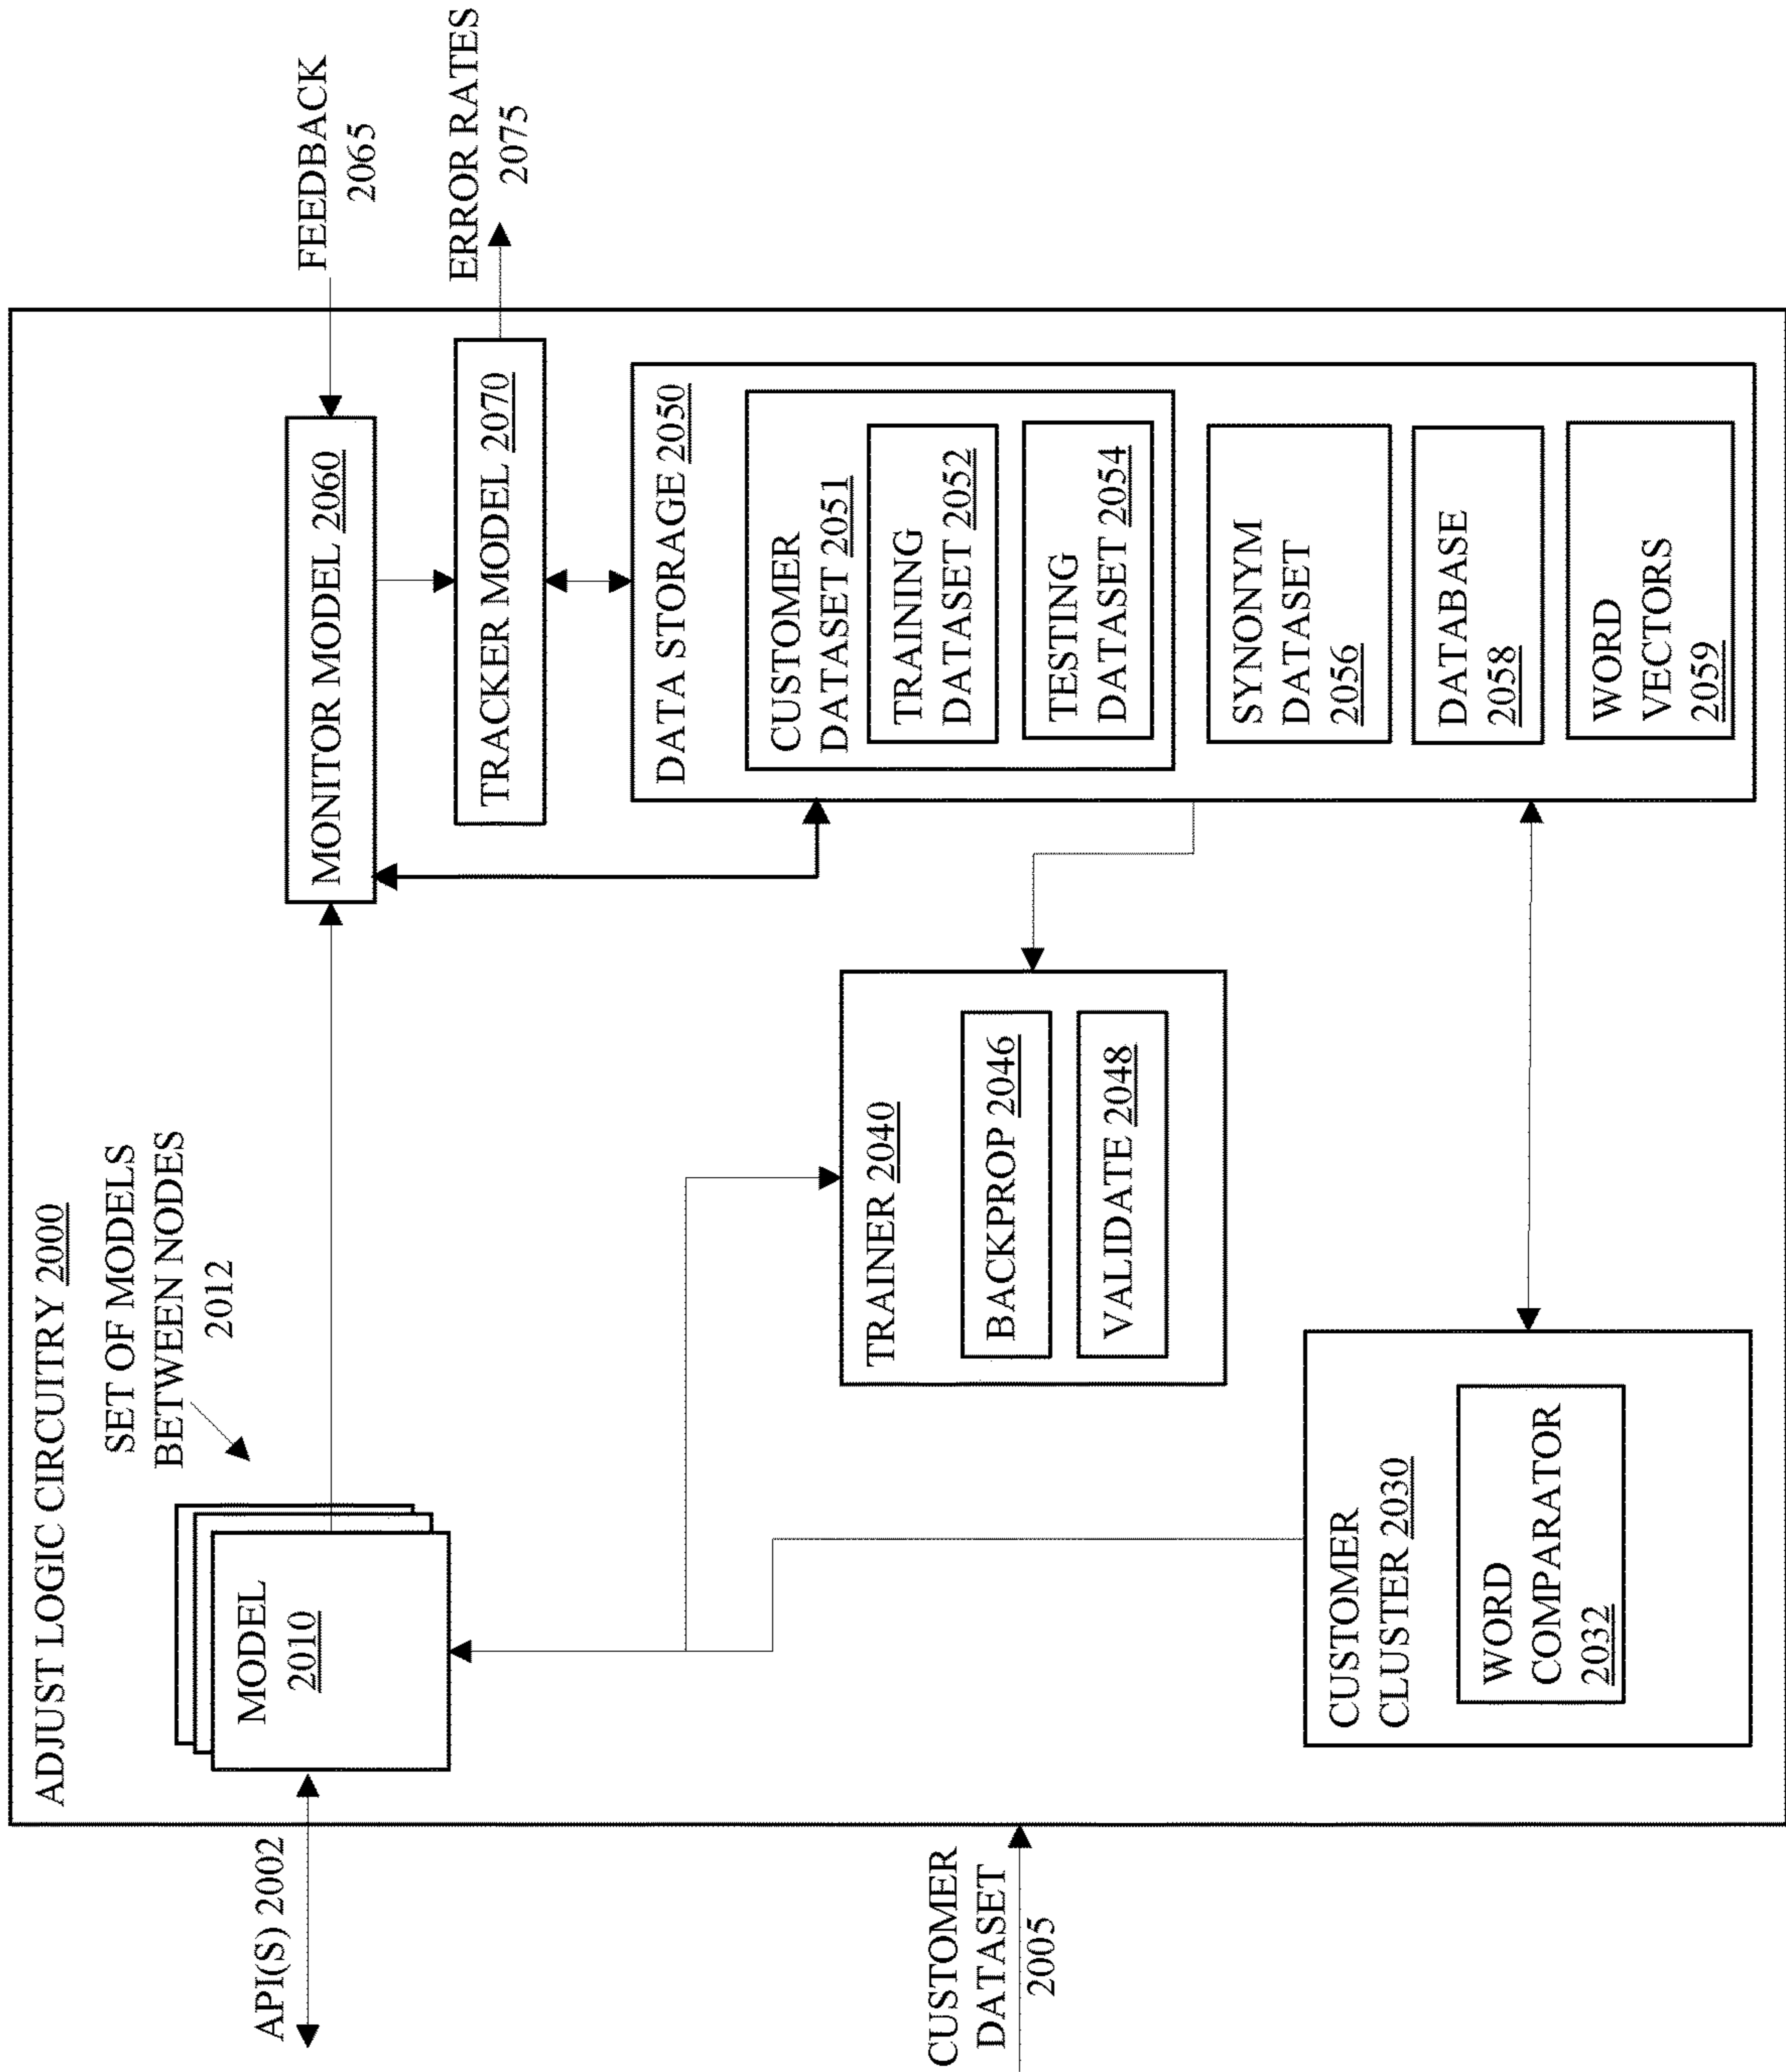 ADJUST LOGIC CIRCUITRY 2000
API(S) 2002
MODEL
2010
SET OF MODELS
BETWEEN NODES
2012
MONITOR MODEL 2060
FEEDBACK
2065
TRACKER MODEL 2070
ERROR RATES
2075
CUSTOMER
DATASET
2005
TRAINER 2040
BACKPROP 2046
VALIDATE 2048
DATA STORAGE 2050
CUSTOMER
DATASET 2051
TRAINING
DATASET 2052
TESTING
DATASET 2054
SYNONYM
DATASET
2056
DATABASE
2058
WORD
VECTORS
2059
CUSTOMER
CLUSTER 2030
WORD
COMPARATOR
2032